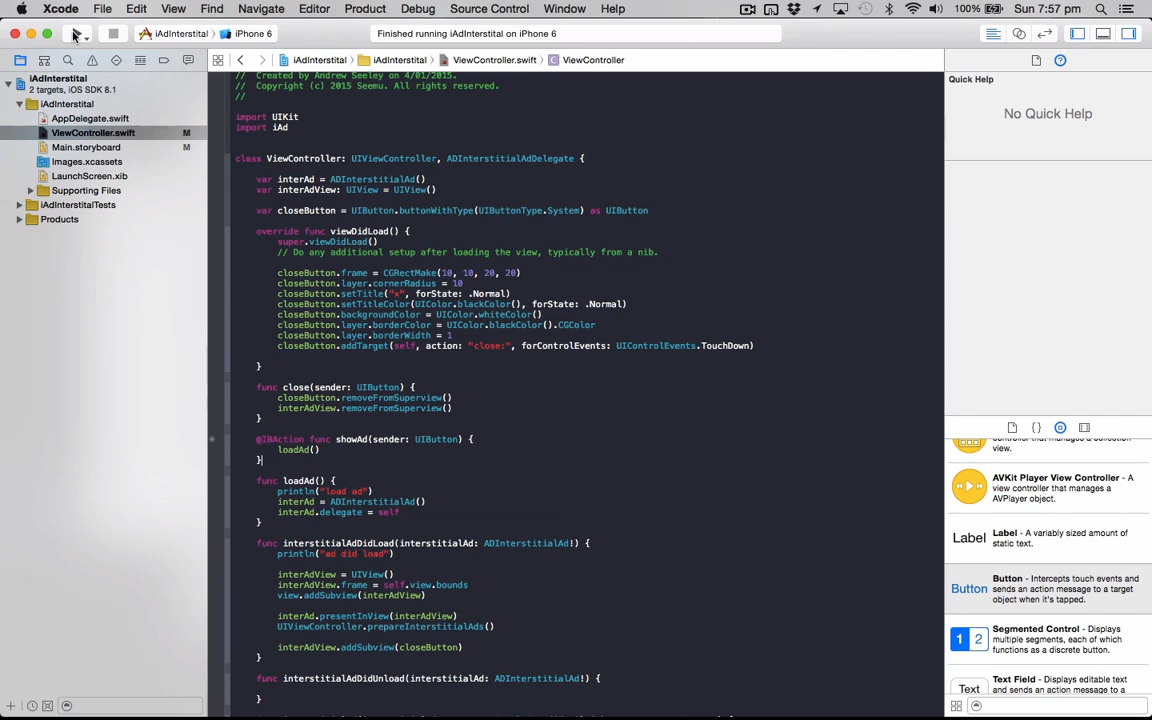 Xcode File Edit View Find Navigate Editor Product Debug Source Control Window Help 100% Sun 7:57 pm
iAdInterstital iPhone 6 Finished running iAdInterstital on iPhone 6
iAdInterstital
2 targets, iOS SDK 8.1
iAdInterstital
AppDelegate.swift
ViewController.swift M
Main.storyboard M
Images.xcassets
LaunchScreen.xib
Supporting Files
iAdInterstitalTests
Products
iAdInterstital iAdInterstital ViewController.swift C ViewController
// Created by Andrew Seeley on 4/01/2015.
// Copyright (c) 2015 Seemu. All rights reserved.
//
import UIKit
import iAd
class ViewController: UIViewController, ADInterstitialAdDelegate {
var interAd = ADInterstitialAd()
var interAdView: UIView = UIView()
var closeButton = UIButton.buttonWithType(UIButtonType.System) as UIButton
override func viewDidLoad() {
super.viewDidLoad()
// Do any additional setup after loading the view, typically from a nib.
closeButton.frame = CGRectMake(10, 10, 20, 20)
closeButton.layer.cornerRadius = 10
closeButton.setTitle("x", forState: .Normal)
closeButton.setTitleColor(UIColor.blackColor(), forState: .Normal)
closeButton.backgroundColor = UIColor.whiteColor()
closeButton.layer.borderColor = UIColor.blackColor().CGColor
closeButton.layer.borderWidth = 1
closeButton.addTarget(self, action: "close:", forControlEvents: UIControlEvents.TouchDown)
}
func close(sender: UIButton) {
closeButton.removeFromSuperview()
interAdView.removeFromSuperview()
}
@IBAction func showAd(sender: UIButton) {
loadAd()
}
func loadAd() {
println("load ad")
interAd = ADInterstitialAd()
interAd.delegate = self
}
func interstitialAdDidLoad(interstitialAd: ADInterstitialAd!) {
println("ad did load")
interAdView = UIView()
interAdView.frame = self.view.bounds
view.addSubview(interAdView)
interAd.presentInView(interAdView)
UIViewController.prepareInterstitialAds()
interAdView.addSubview(closeButton)
}
func interstitialAdDidUnload(interstitialAd: ADInterstitialAd!) {
}
Quick Help
No Quick Help
controller that manages a collection
view.
AVKit Player View Controller - A
view controller that manages a
AVPlayer object.
Label Label - A variably sized amount of
static text.
Button Button - Intercepts touch events and
sends an action message to a target
object when it's tapped.
1 2 Segmented Control - Displays
multiple segments, each of which
functions as a discrete button.
Text Text Field - Displays editable text
and sends an action message to a